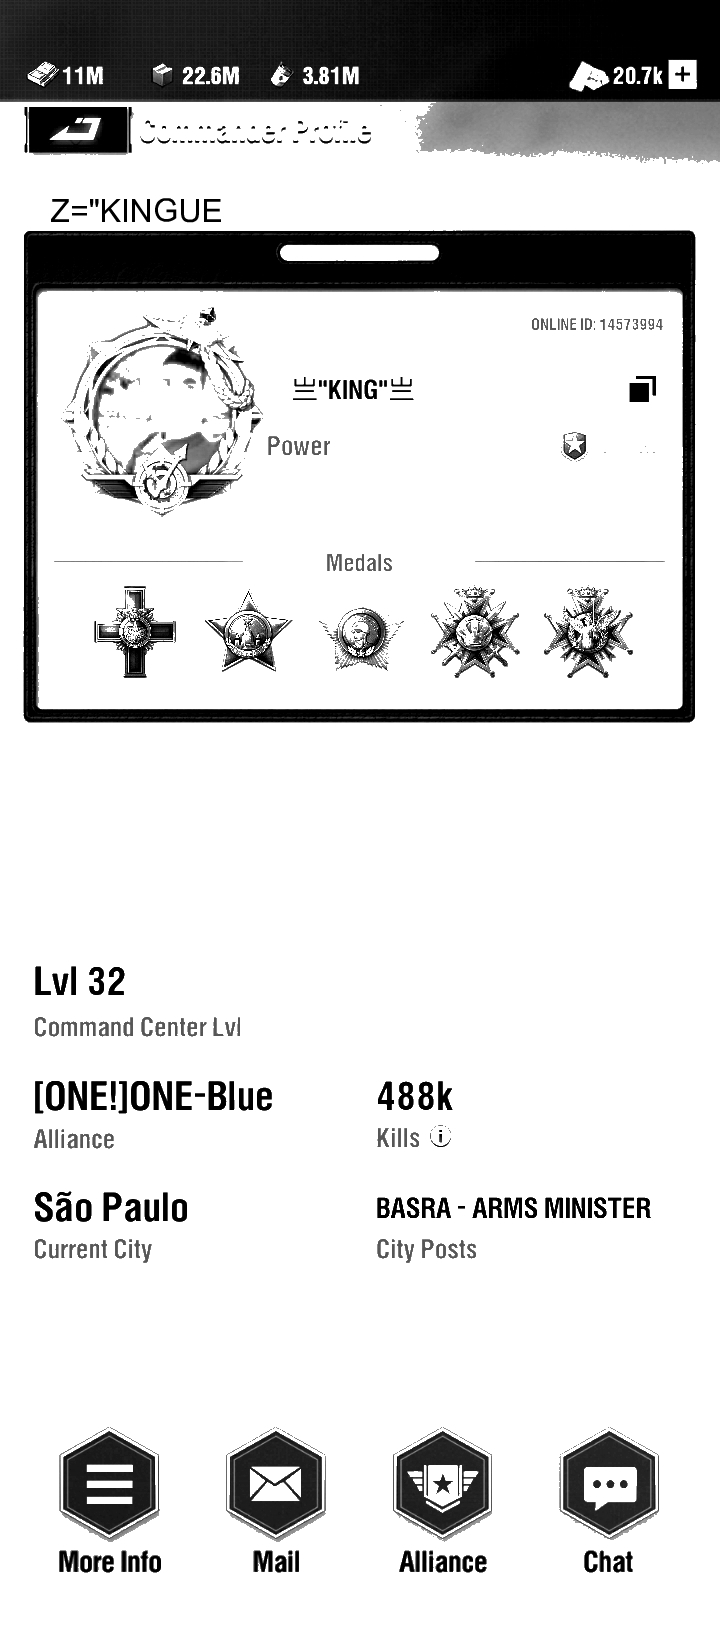 11M 22.6M 3.81M 20.7k +
Commander Profile
Z="KINGUE
ONLINE ID: 14573994
亗"KING"亗
Power
Medals
Lvl 32
Command Center Lvl
[ONE!]ONE-Blue 488k
Alliance Kills
São Paulo BASRA - ARMS MINISTER
Current City City Posts
More Info Mail Alliance Chat